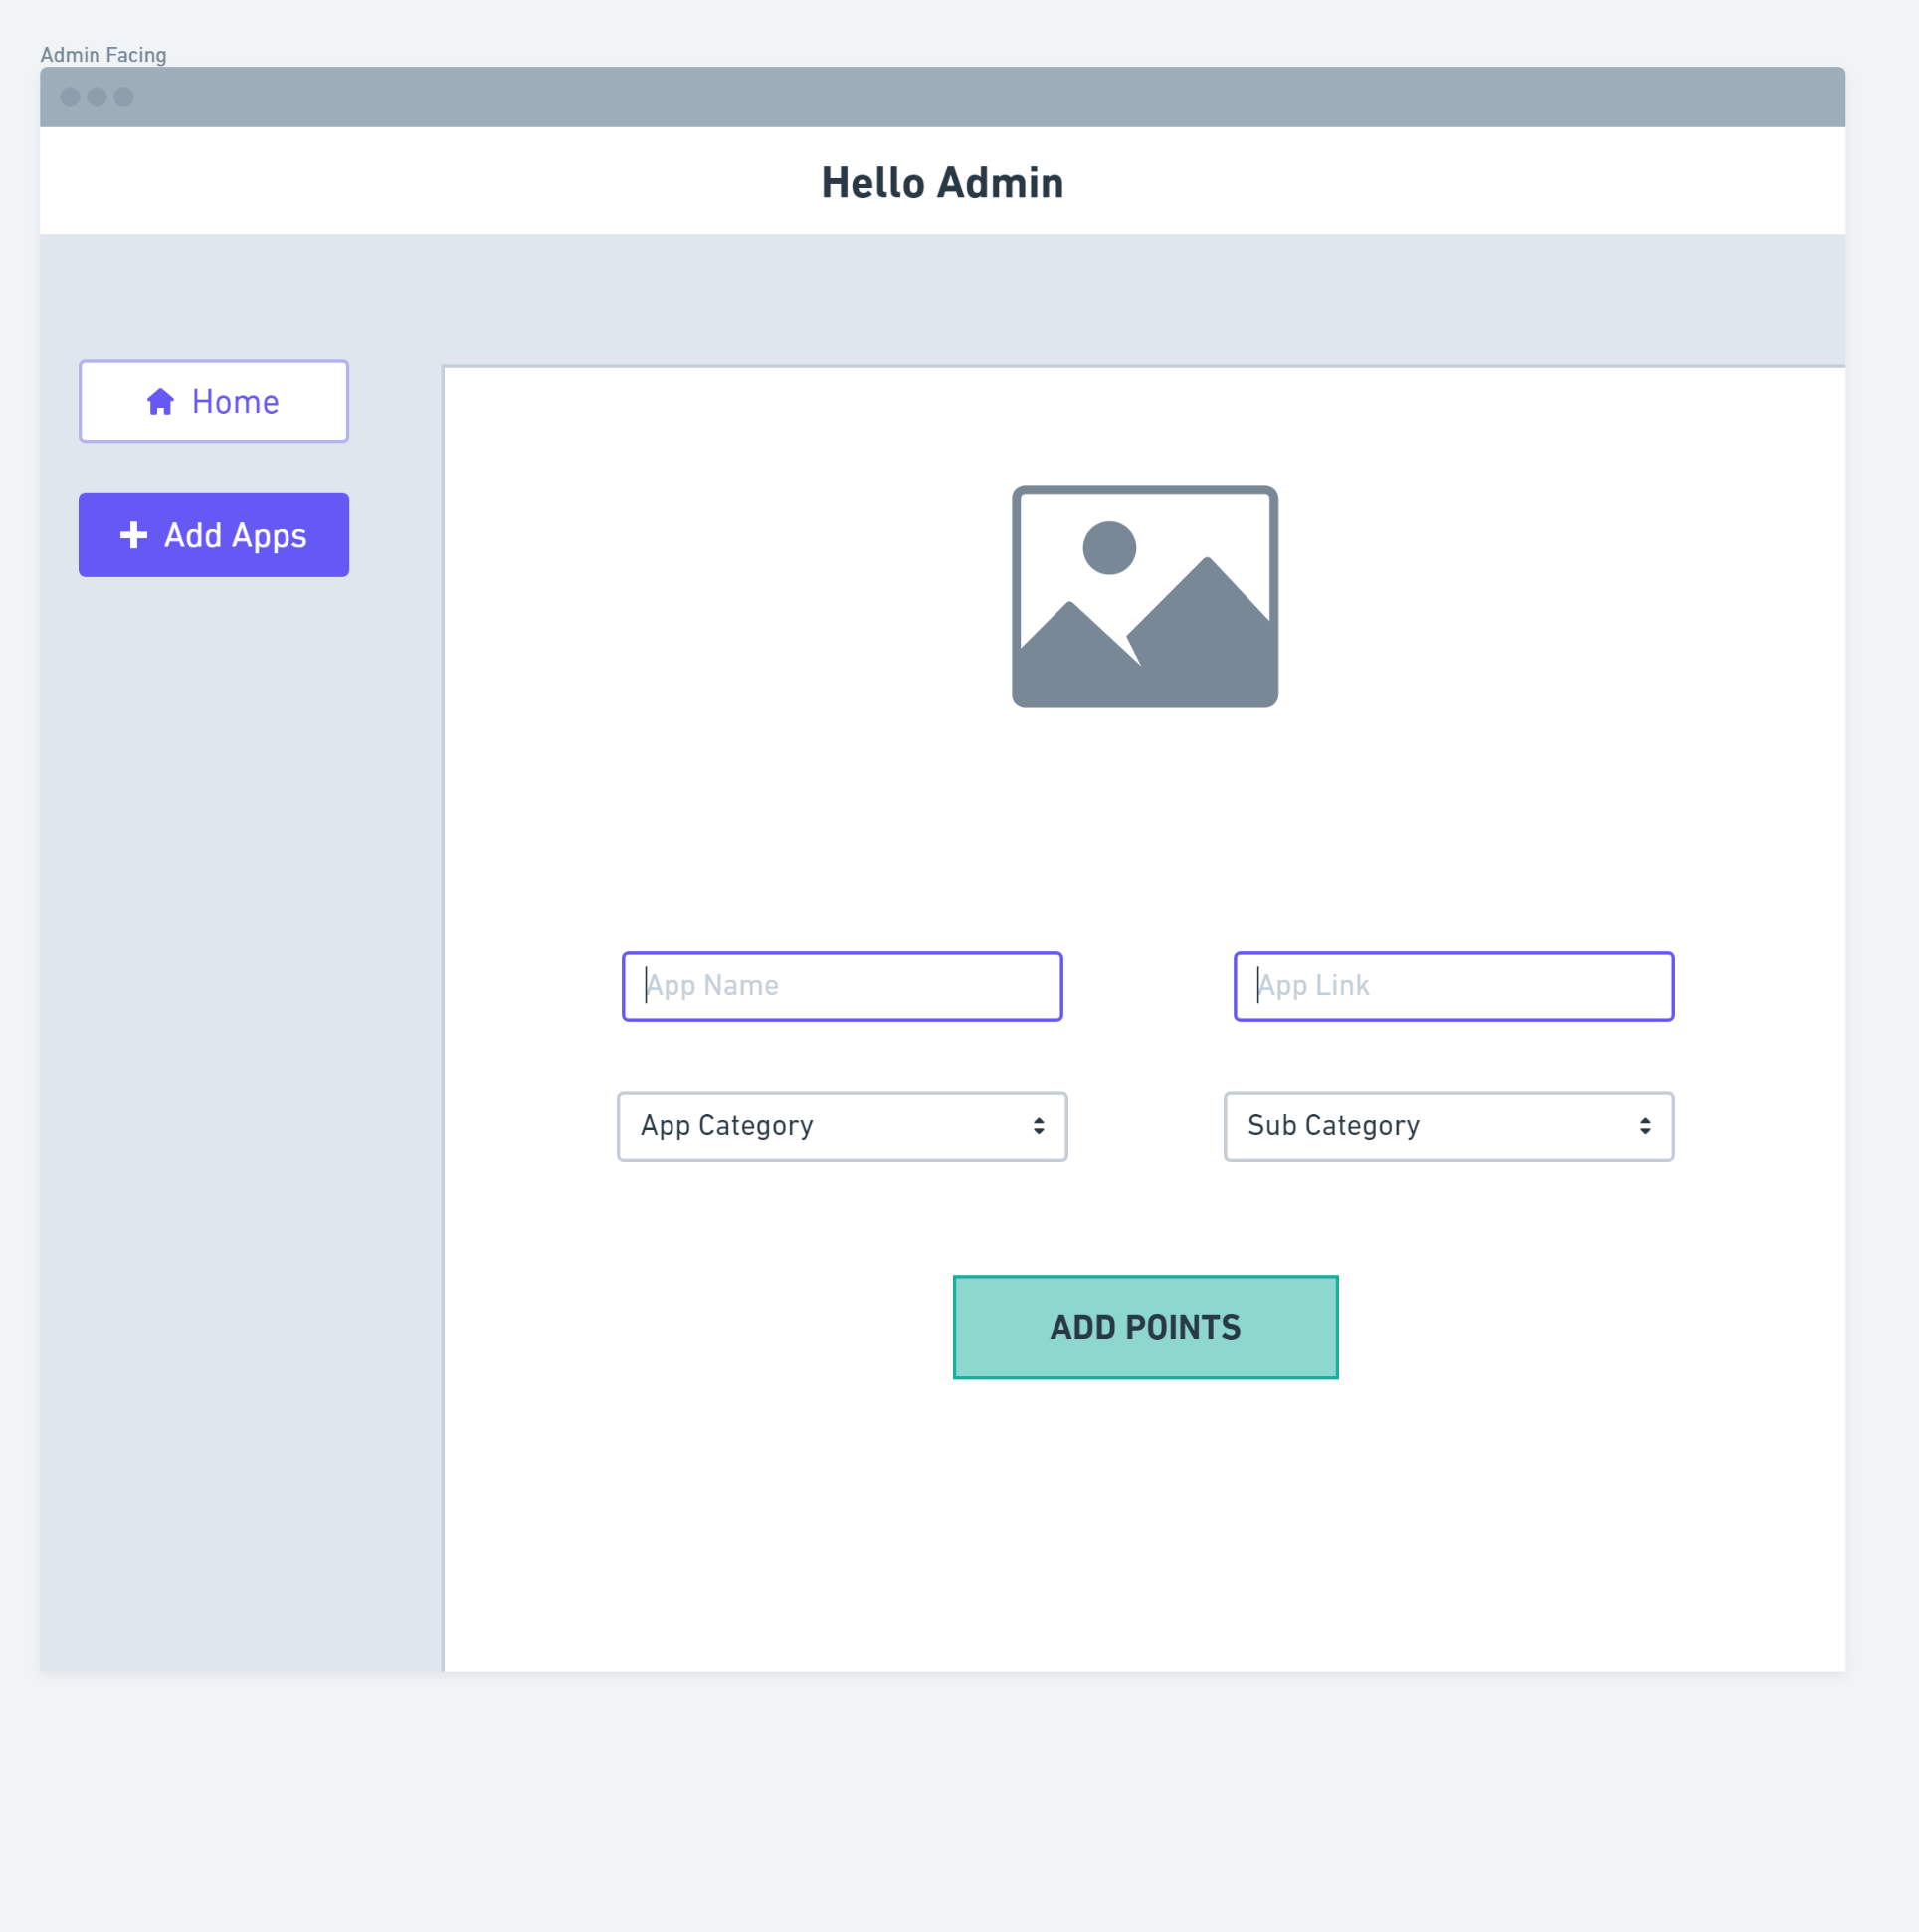 Admin Facing
Hello Admin
Home
Add Apps
App Name
App Link
App Category
Sub Category
ADD POINTS